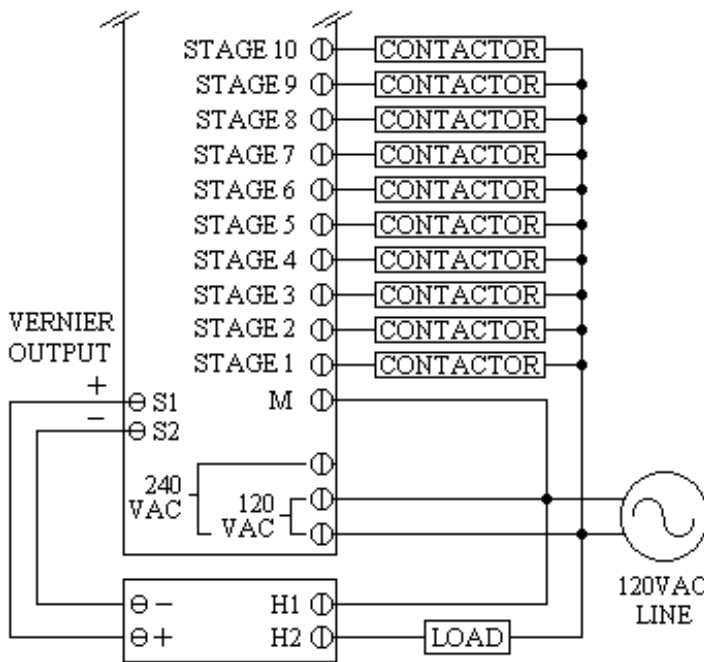 STAGE 10 CONTACTOR
STAGE 9 CONTACTOR
STAGE 8 CONTACTOR
STAGE 7 CONTACTOR
STAGE 6 CONTACTOR
STAGE 5 CONTACTOR
STAGE 4 CONTACTOR
STAGE 3 CONTACTOR
STAGE 2 CONTACTOR
STAGE 1 CONTACTOR
VERNIER
OUTPUT
M
+ S1
− S2
240
VAC
120
VAC
120VAC
LINE
- H1
+ H2 LOAD